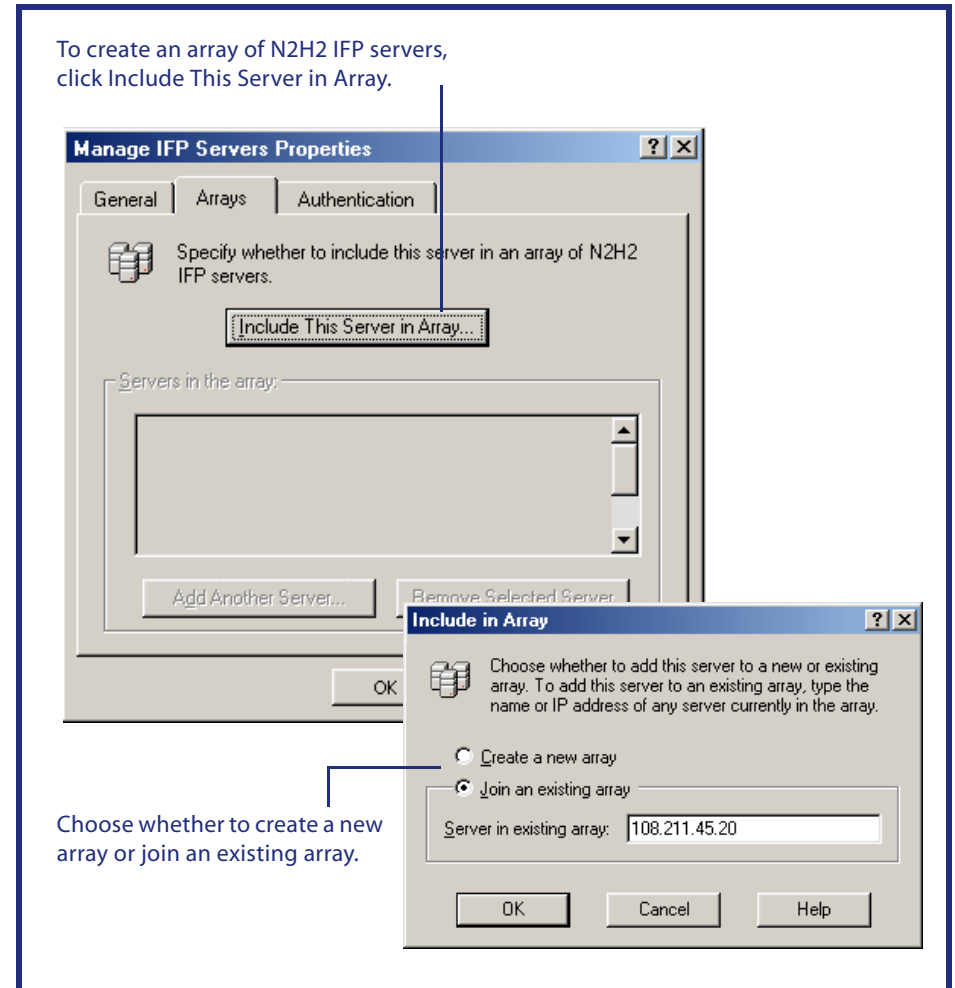 To create an array of N2H2 IFP servers,
click Include This Server in Array.
Manage IFP Servers Properties
General
Arrays
Authentication
Specify whether to include this server in an array of N2H2
IFP servers.
Include This Server in Array...
Servers in the array:
Add Another Server...
Remove Selected Server
OK
Include in Array
Choose whether to add this server to a new or existing
array. To add this server to an existing array, type the
name or IP address of any server currently in the array.
Create a new array
Join an existing array
Server in existing array:
108.211.45.20
OK
Cancel
Help
Choose whether to create a new
array or join an existing array.